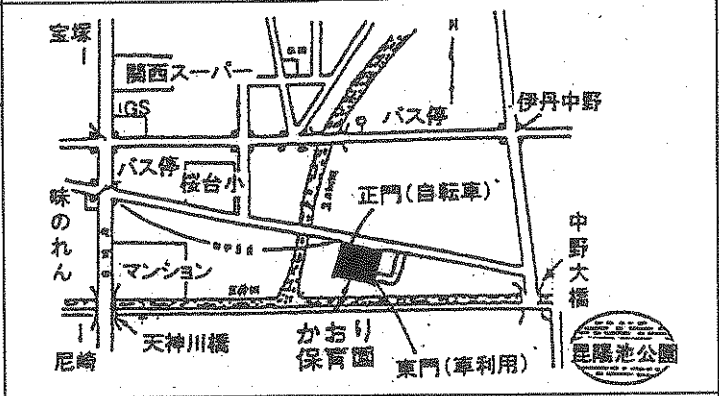 宝塚
関西スーパー
GS
バス停
伊丹中野
バス停
桜台小
正門(自転車)
味のれん
マンション
中野大橋
天神川橋
尼崎
かおり
保育園
東門(車利用)
昆陽池公園